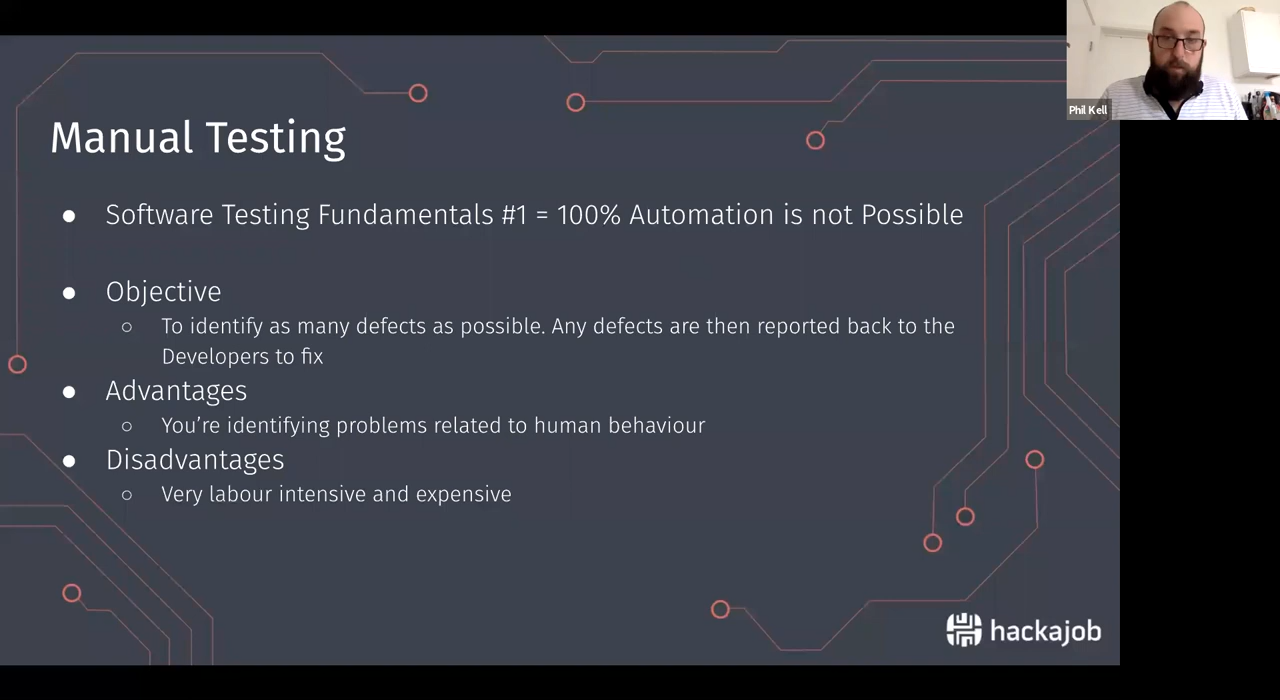 Phil Kell
Manual Testing
● Software Testing Fundamentals #1 = 100% Automation is not Possible
● Objective
○ To identify as many defects as possible. Any defects are then reported back to the
Developers to fix
● Advantages
○ You’re identifying problems related to human behaviour
● Disadvantages
○ Very labour intensive and expensive
hackajob